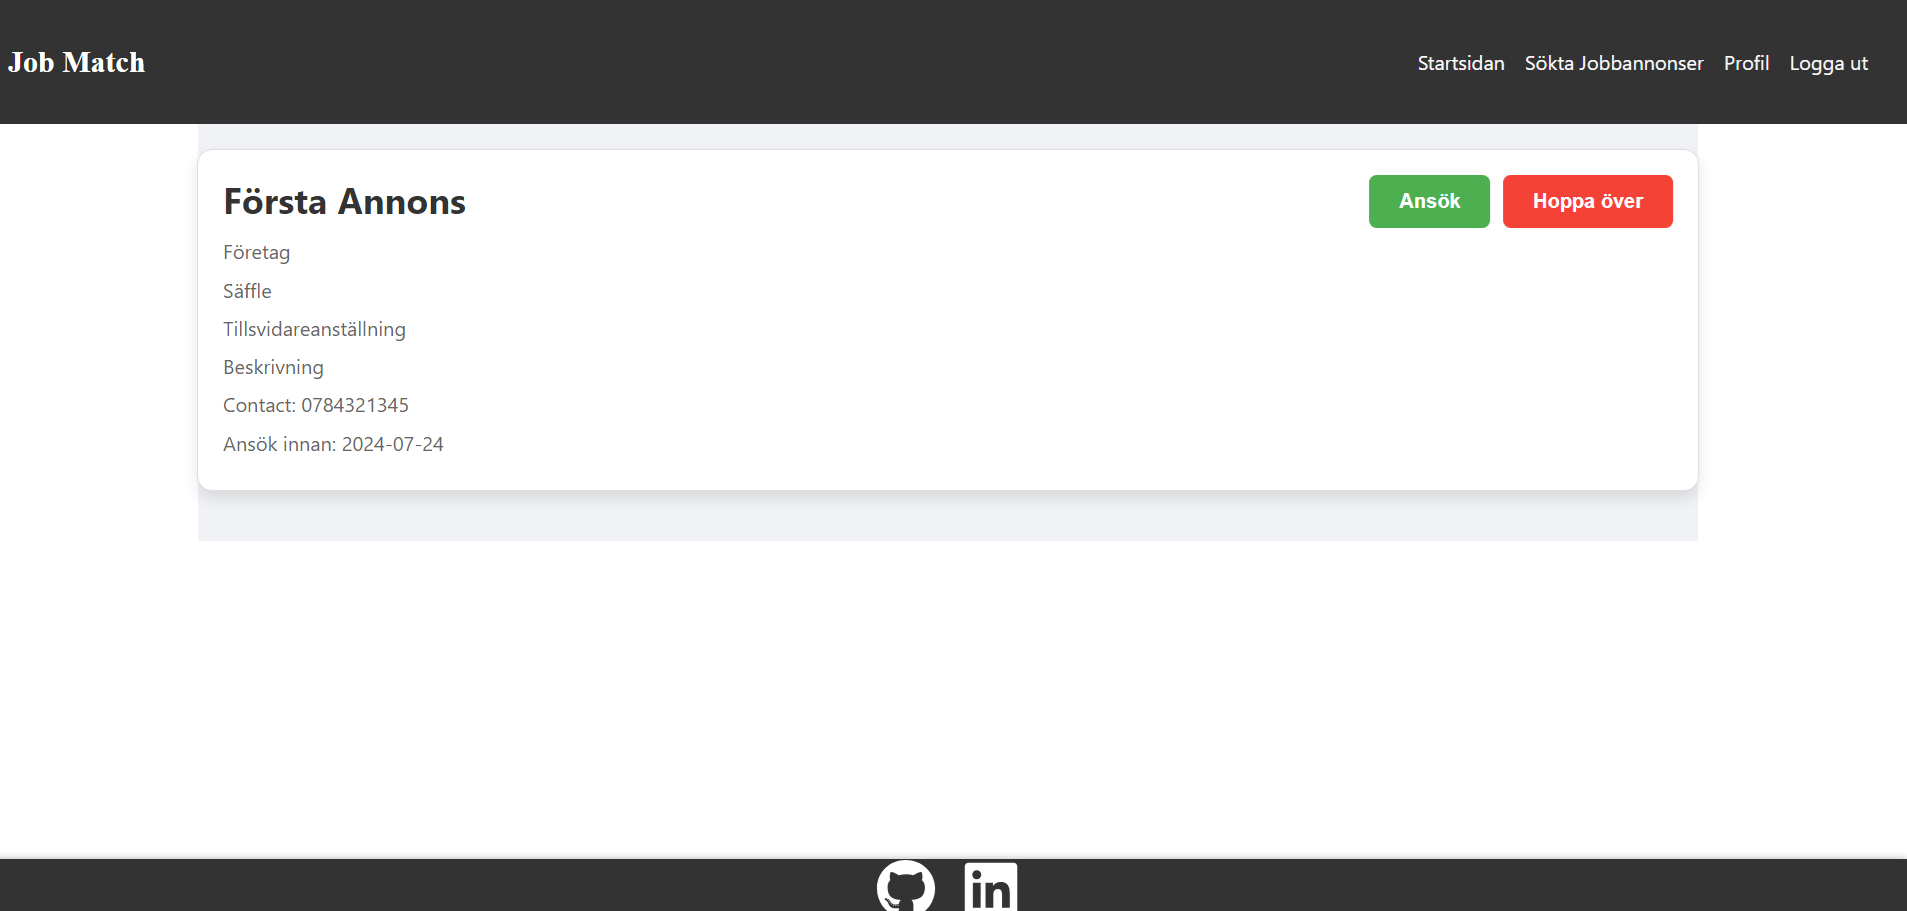 Job Match
Startsidan Sökta Jobbannonser Profil Logga ut
Första Annons
Ansök Hoppa över
Företag
Säffle
Tillsvidareanställning
Beskrivning
Contact: 0784321345
Ansök innan: 2024-07-24
in